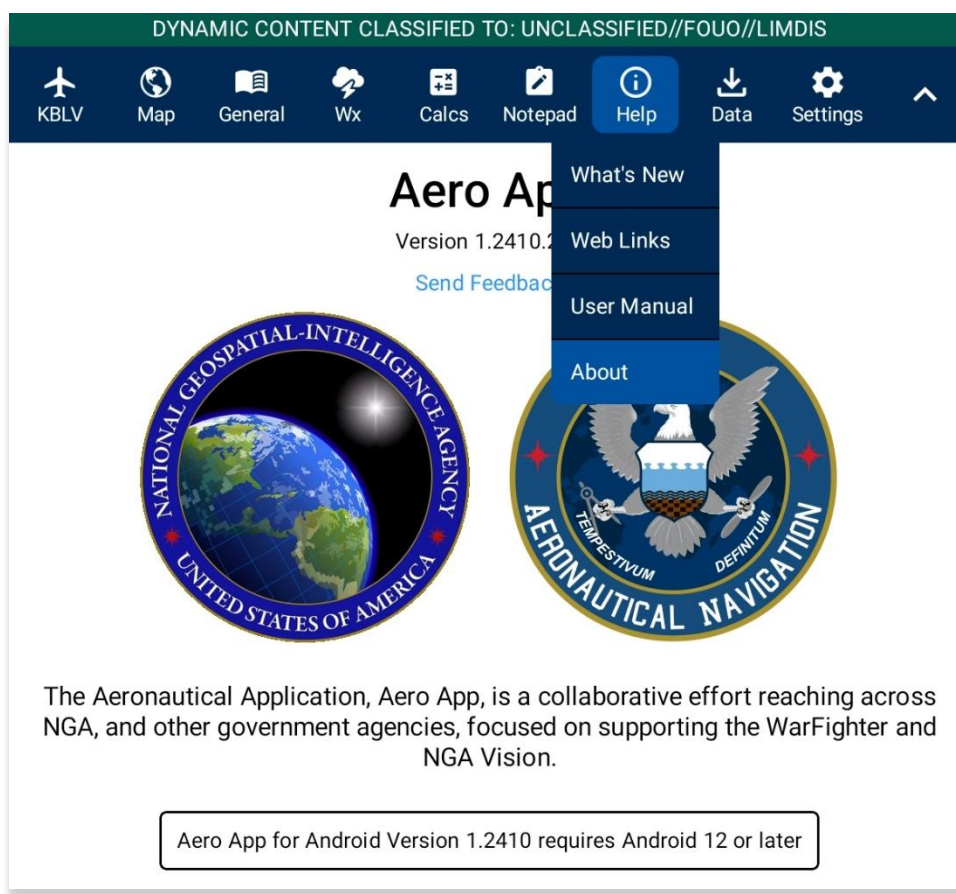 DYNAMIC CONTENT CLASSIFIED TO: UNCLASSIFIED//FOUO//LIMDIS
KBLV Map General Wx Calcs Notepad Help Data Settings
What's New
Web Links
User Manual
About
Aero Ap
Version 1.2410.
Send Feedbac
NATIONAL GEOSPATIAL-INTELLIGENCE AGENCY
UNITED STATES OF AMERICA
TEMPESTIVUM DEFINITUM
AERONAUTICAL NAVIGATION
The Aeronautical Application, Aero App, is a collaborative effort reaching across
NGA, and other government agencies, focused on supporting the WarFighter and
NGA Vision.
Aero App for Android Version 1.2410 requires Android 12 or later